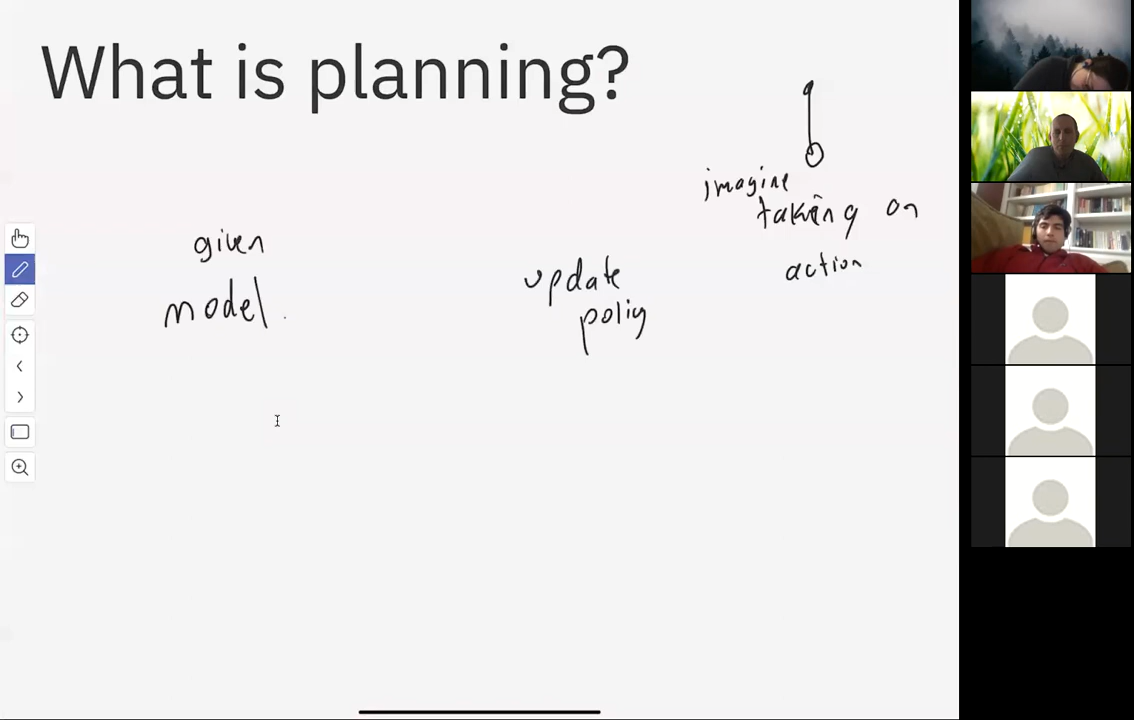 What is planning?
imagine
taking an
action
given
model.
update
policy